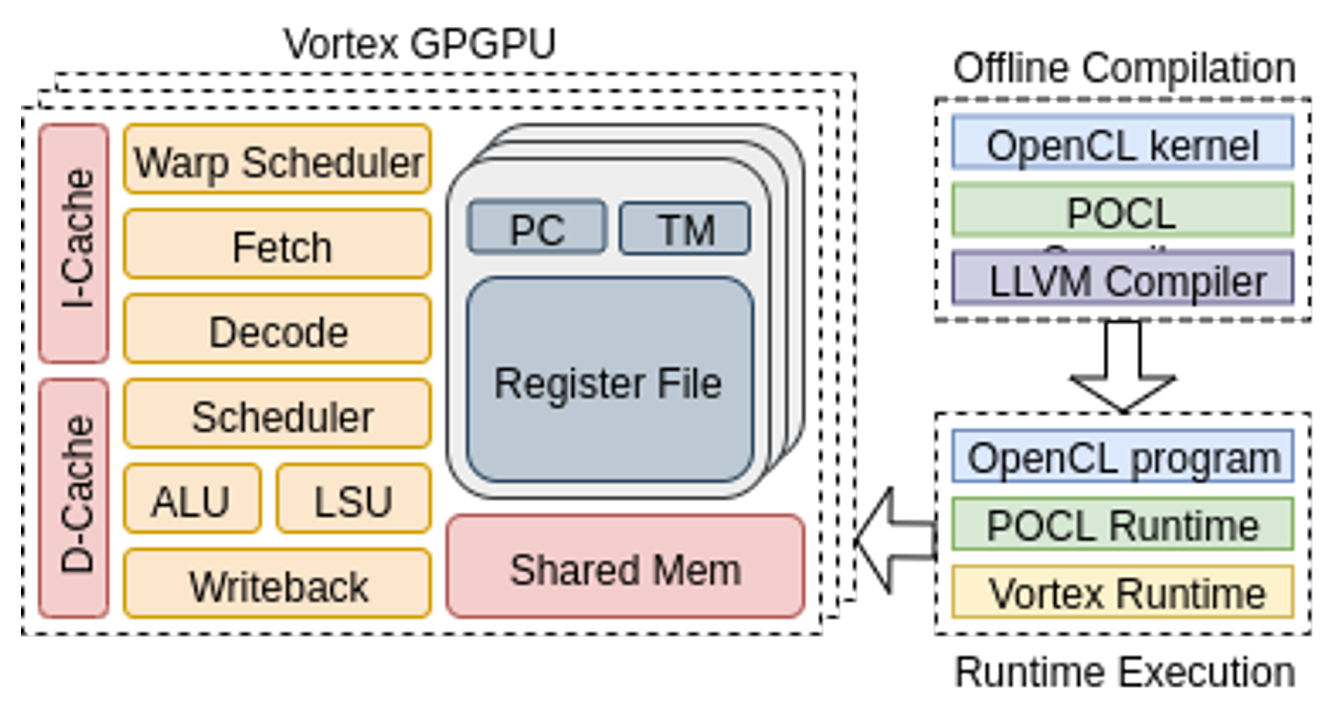 Vortex GPGPU
I-Cache
D-Cache
Warp Scheduler
Fetch
Decode
Scheduler
ALU
LSU
Writeback
PC
TM
Register File
Shared Mem
Offline Compilation
OpenCL kernel
POCL
LLVM Compiler
OpenCL program
POCL Runtime
Vortex Runtime
Runtime Execution